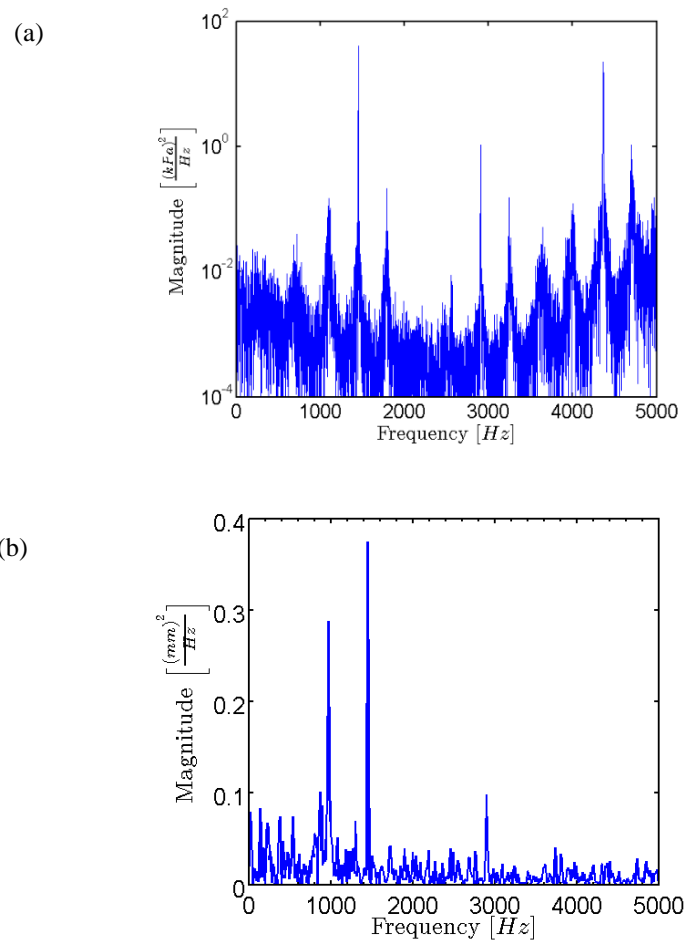 (a)
10^2
10^0
10^-2
10^-4
Magnitude [(kPa)^2 / Hz]
0 1000 2000 3000 4000 5000
Frequency [Hz]
(b)
0.4
0.3
0.2
0.1
0
Magnitude [(mm)^2 / Hz]
0 1000 2000 3000 4000 5000
Frequency [Hz]